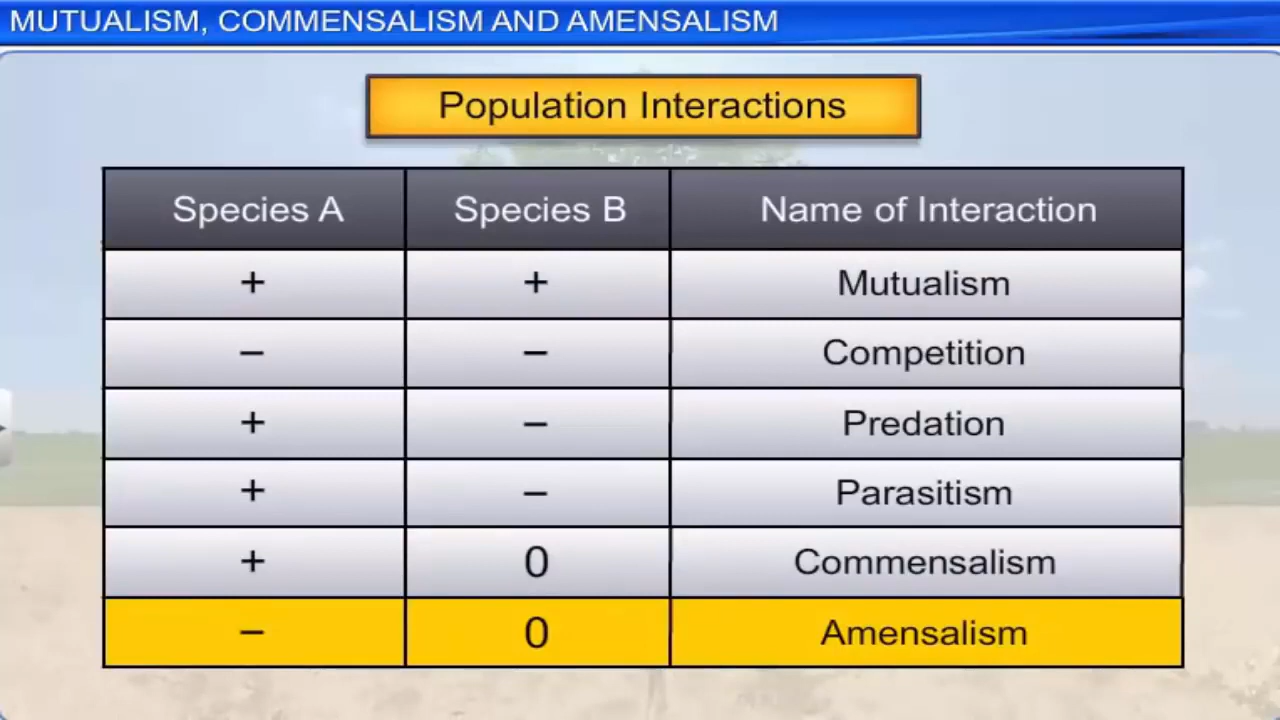 MUTUALISM, COMMENSALISM AND AMENSALISM
Population Interactions
Species A Species B Name of Interaction
+ + Mutualism
– – Competition
+ – Predation
+ – Parasitism
+ 0 Commensalism
– 0 Amensalism